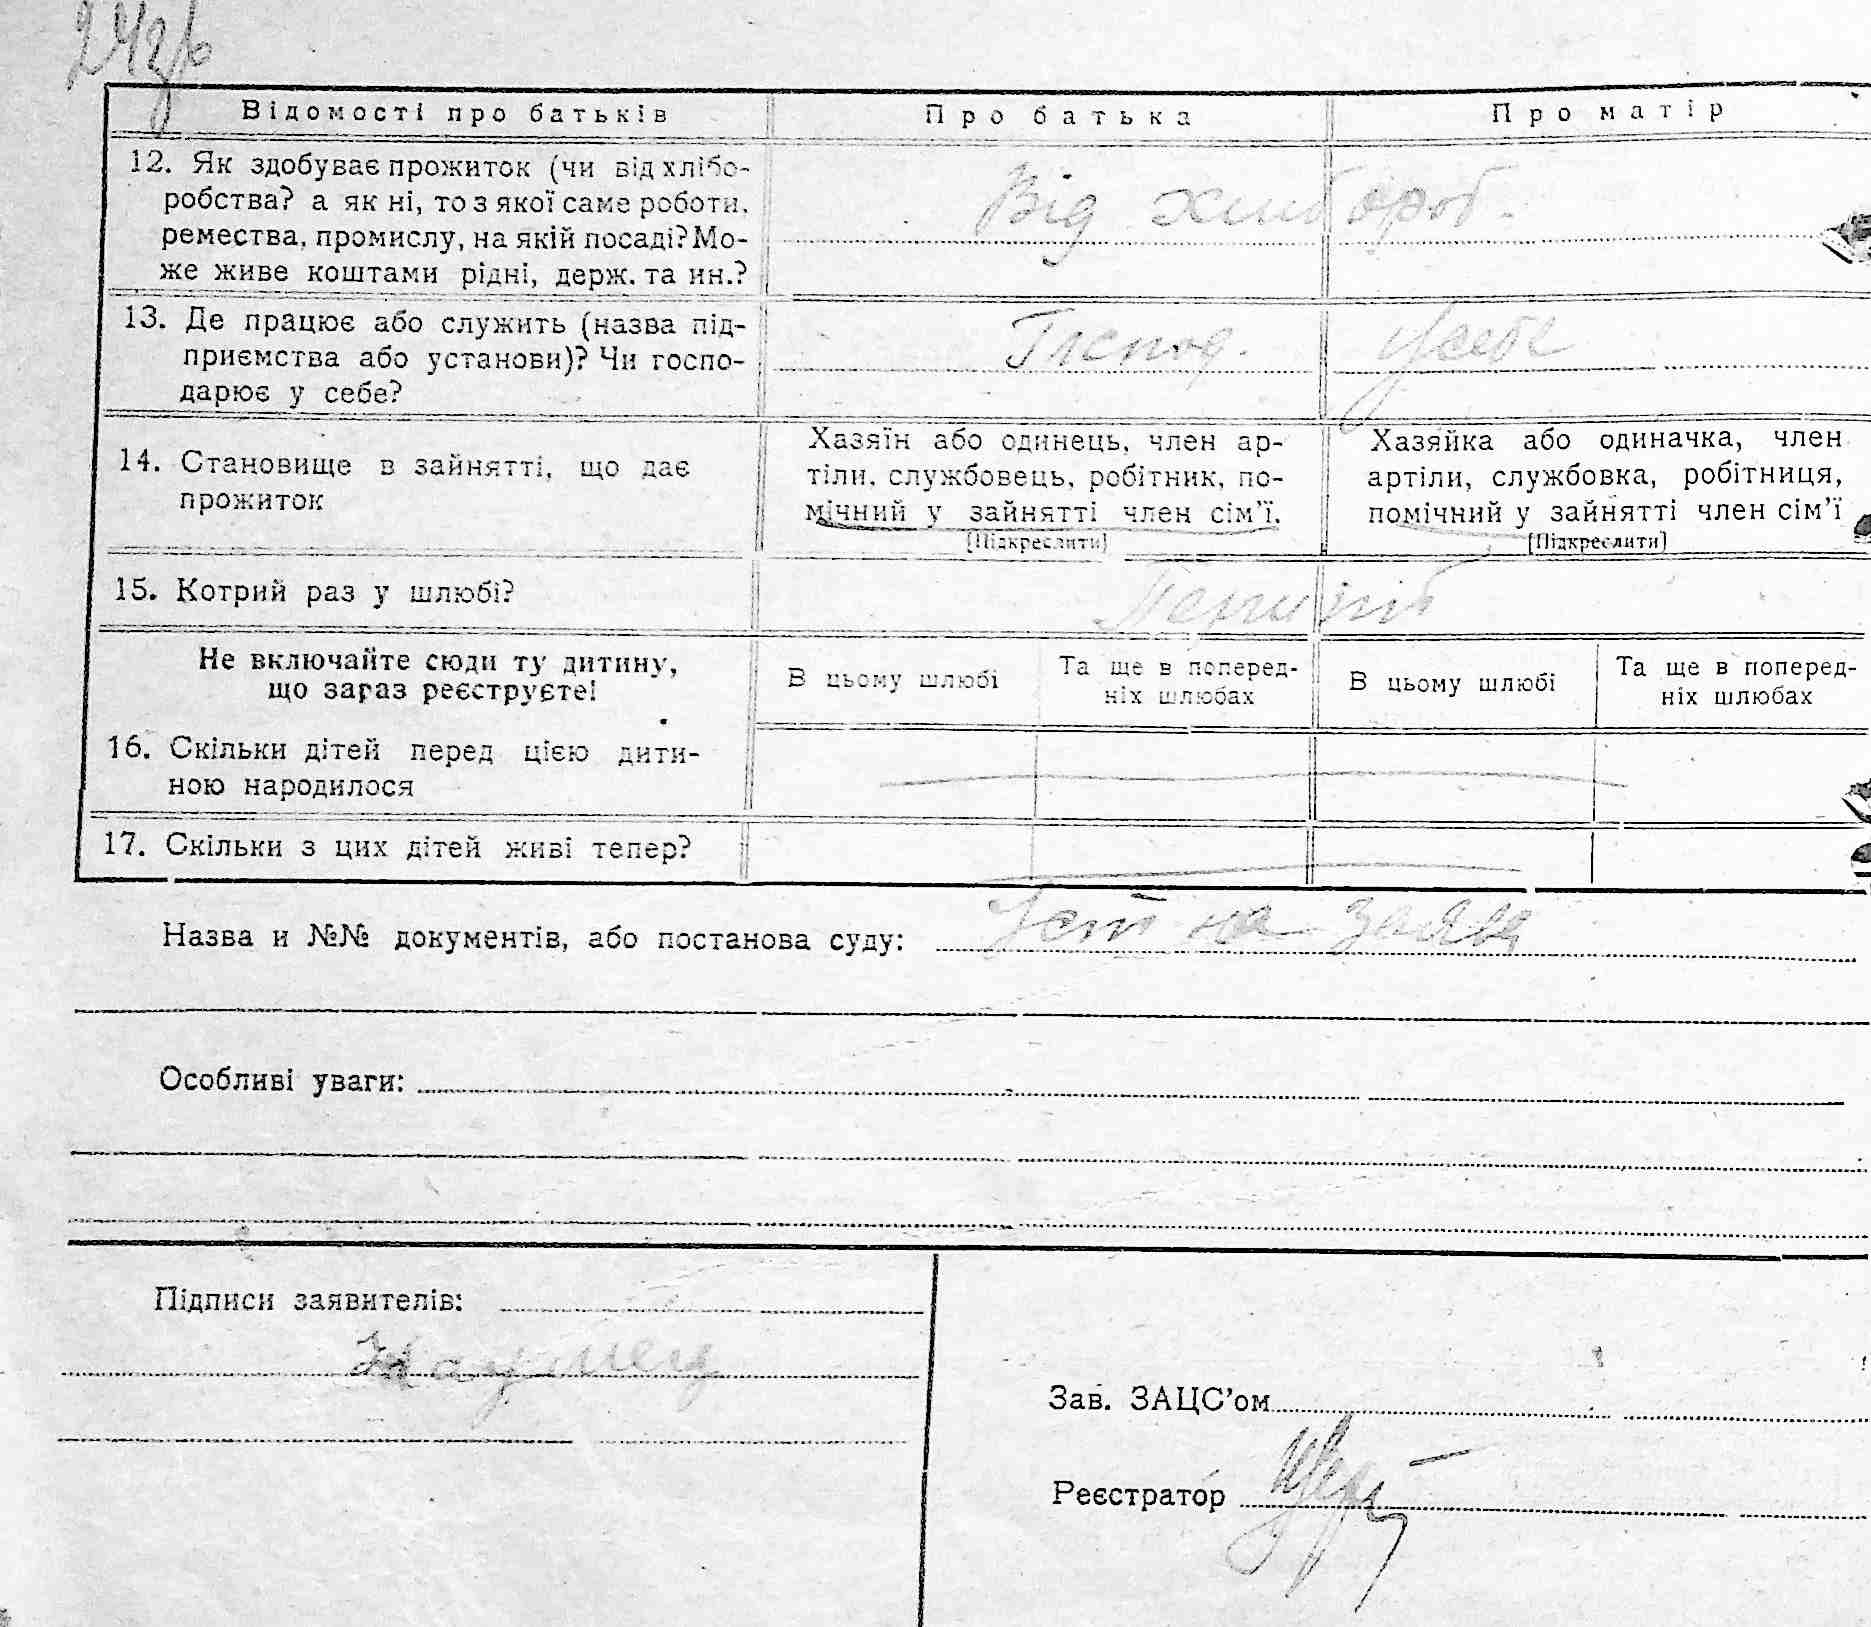 Відомості про батьків Про батька Про матір
12. Як здобуває прожиток (чи від хлібо-
робства? а як ні, то з якої саме роботи,
ремества, промислу, на якій посаді? Мо-
же живе коштами рідні, держ. та ин.?
Від хлибороб.
13. Де працює або служить (назва під-
приємства або установи)? Чи госпо-
дарює у себе?
Господ. у себе
14. Становище в зайнятті, що дає
прожиток
Хазяїн або одинець, член ар-
тіли, службовець, робітник, по-
мічний у зайнятті член сім’ї.
[Підкреслити]
Хазяйка або одиначка, член
артіли, службовка, робітниця,
помічний у зайнятті член сім’ї
[Підкреслити]
15. Котрий раз у шлюбі?
Не включайте сюди ту дитину,
що зараз реєструєте!
В цьому шлюбі
Та ще в поперед-
ніх шлюбах
В цьому шлюбі
Та ще в поперед-
ніх шлюбах
16. Скільки дітей перед цією дити-
ною народилося
17. Скільки з цих дітей живі тепер?
Назва и №№ документів, або постанова суду: на
Особливі уваги:
Підписи заявителів:
Зав. ЗАЦС’ом
Реєстратор